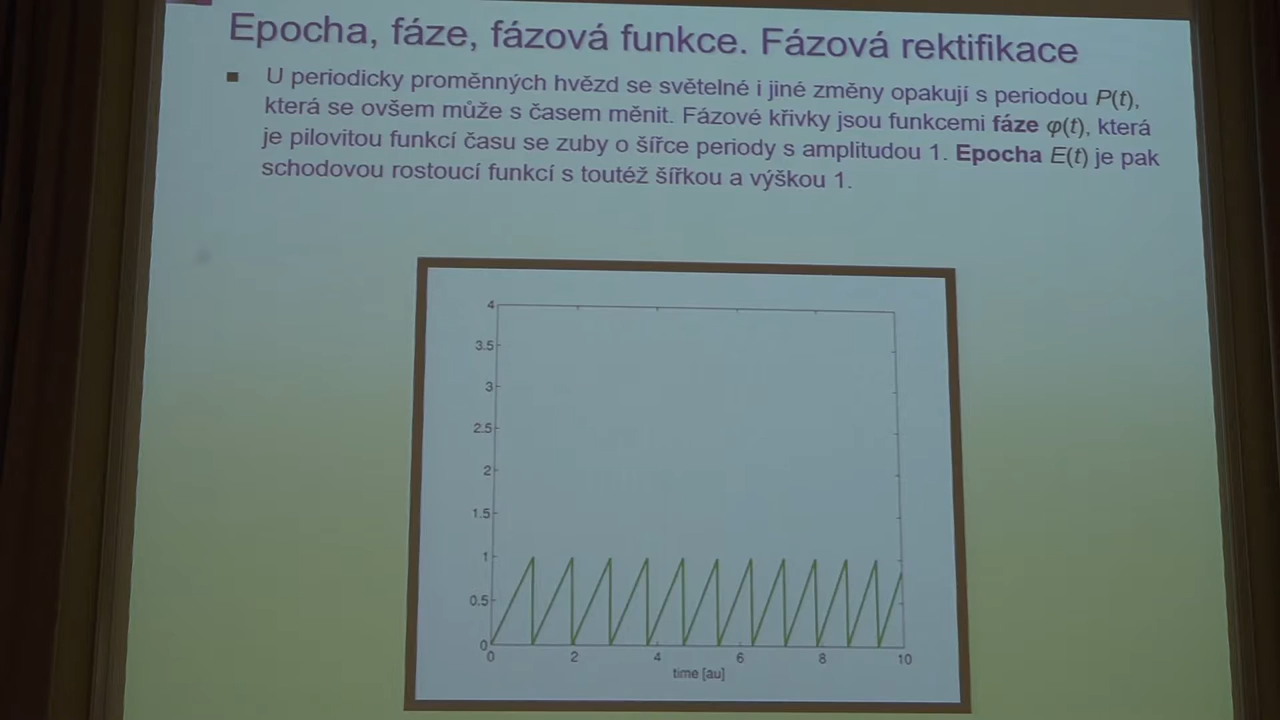 Epocha, fáze, fázová funkce. Fázová rektifikace
U periodicky proměnných hvězd se světelné i jiné změny opakují s periodou P(t),
která se ovšem může s časem měnit. Fázové křivky jsou funkcemi fáze φ(t), která
je pilovitou funkcí času se zuby o šířce periody s amplitudou 1. Epocha E(t) je pak
schodovou rostoucí funkcí s toutéž šířkou a výškou 1.
4
3.5
3
2.5
2
1.5
1
0.5
0
0 2 4 6 8 10
time [au]